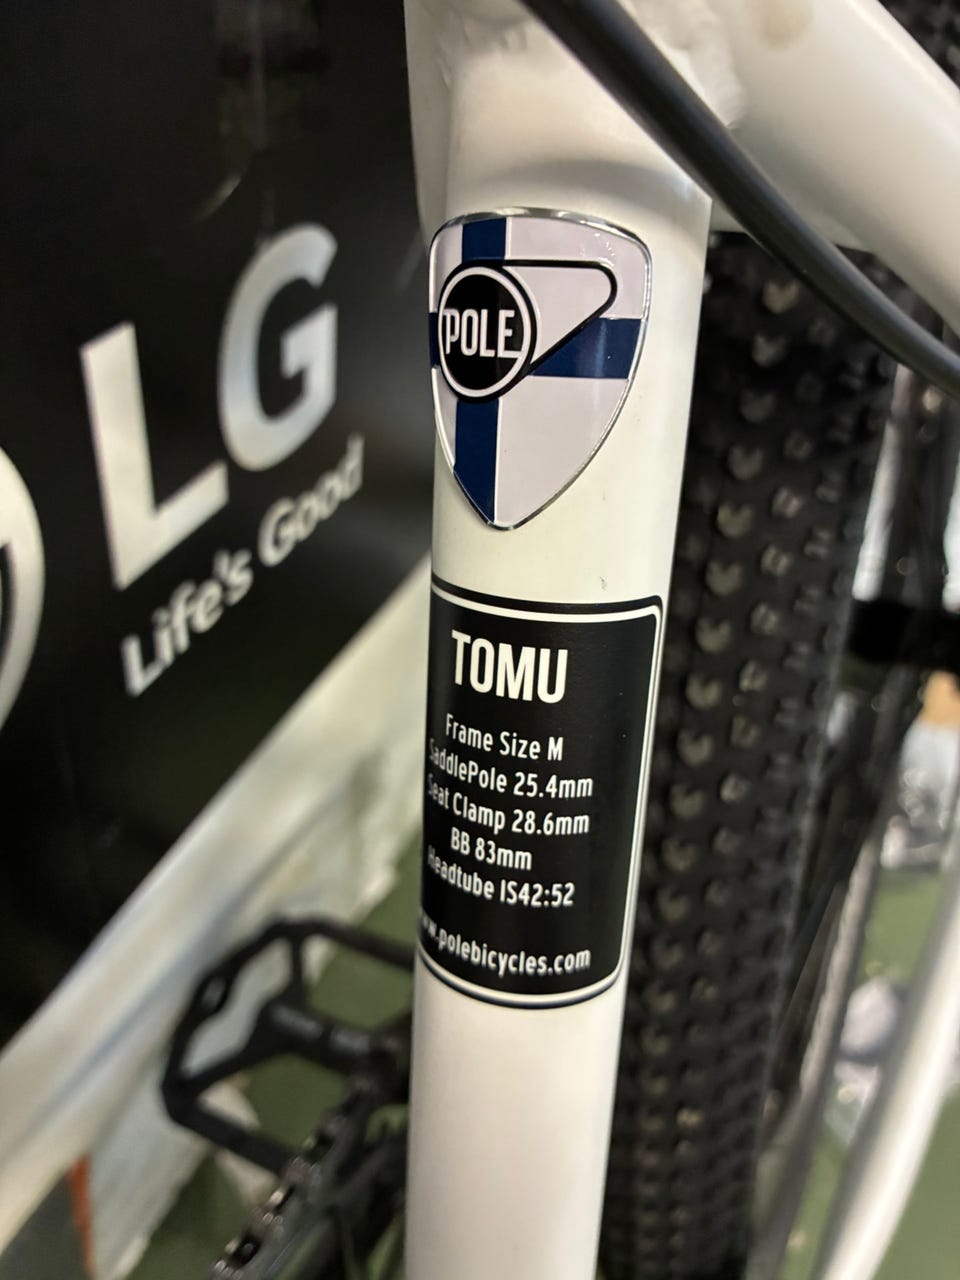 LG
Life's Good
POLE
TOMU
Frame Size M
SaddlePole 25.4mm
Seat Clamp 28.6mm
BB 83mm
Headtube IS42:52
www.polebicycles.com